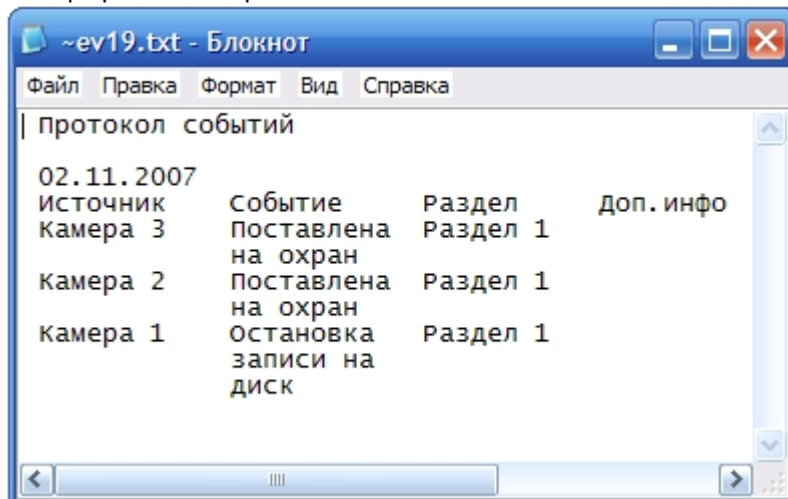 ~ev19.txt - Блокнот
Файл Правка Формат Вид Справка
Протокол событий
02.11.2007
Источник Событие Раздел Доп.инфо
Камера 3 Поставлена Раздел 1
на охран
Камера 2 Поставлена Раздел 1
на охран
Камера 1 Остановка Раздел 1
записи на
диск